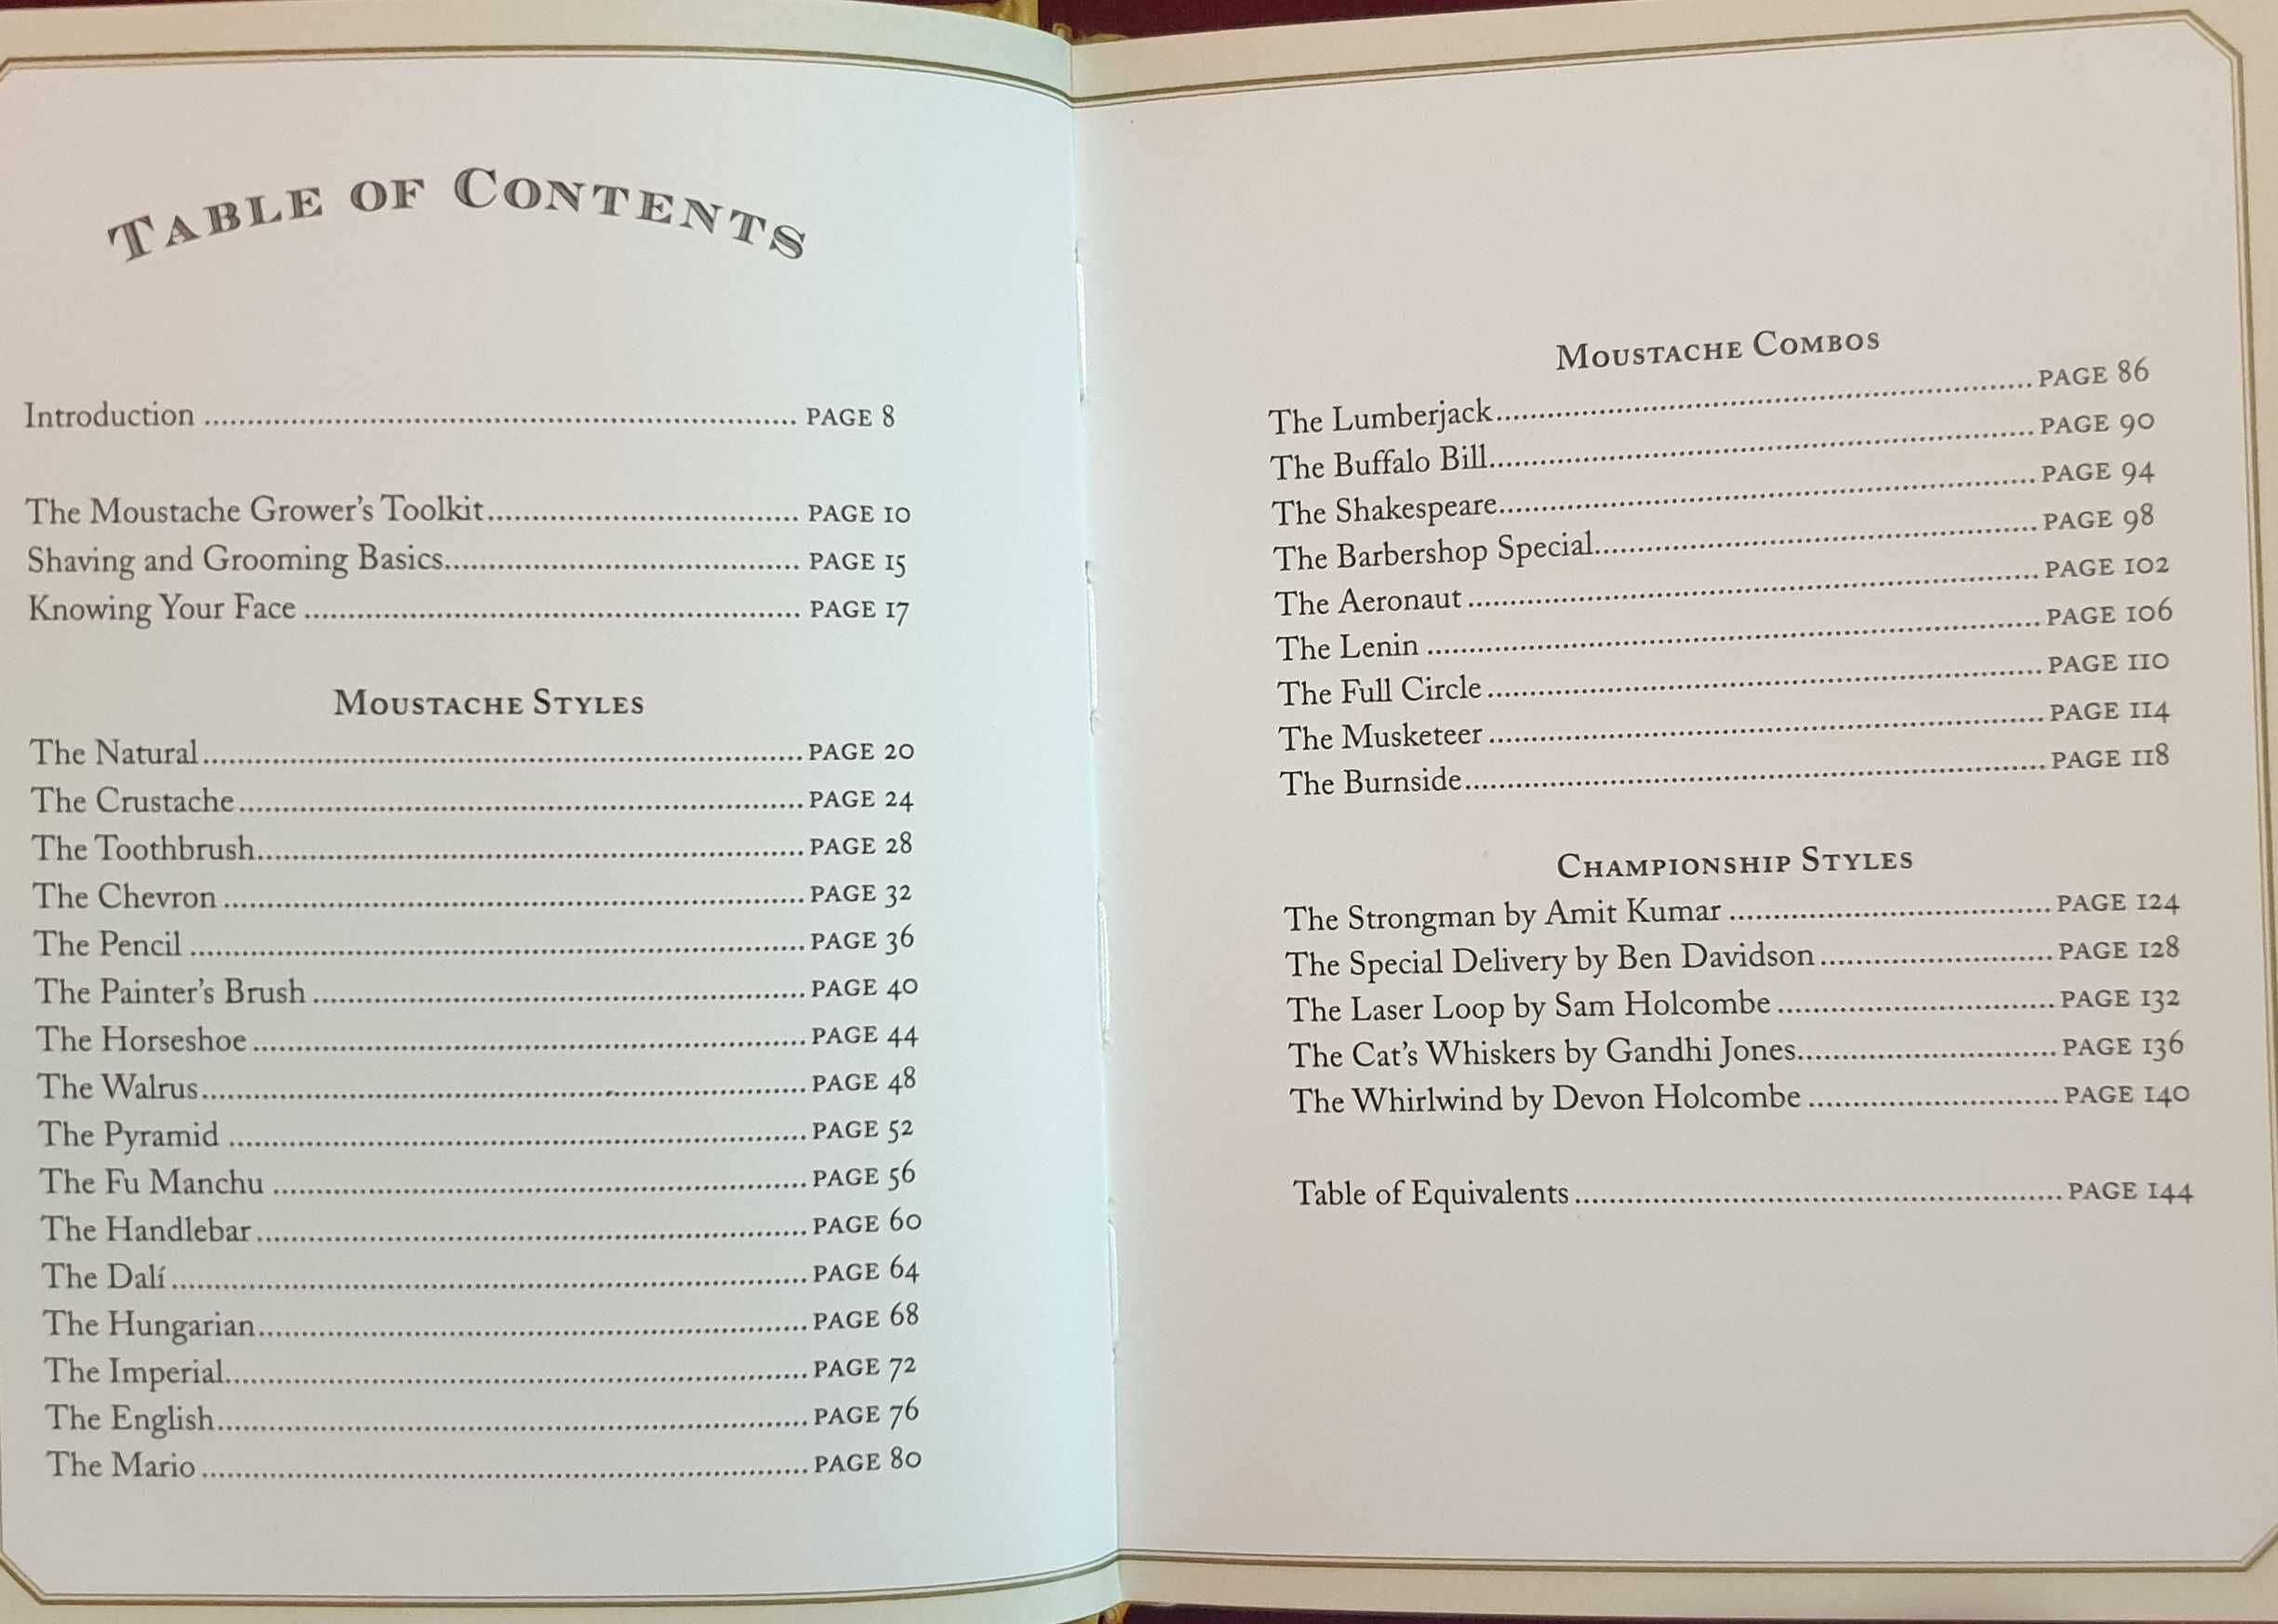 TABLE OF CONTENTS
Introduction ........ PAGE 8
The Moustache Grower's Toolkit........ PAGE 10
Shaving and Grooming Basics........ PAGE 15
Knowing Your Face ........ PAGE 17
MOUSTACHE STYLES
The Natural........ PAGE 20
The Crustache........ PAGE 24
The Toothbrush........ PAGE 28
The Chevron ........ PAGE 32
The Pencil ........ PAGE 36
The Painter's Brush ........ PAGE 40
The Horseshoe ........ PAGE 44
The Walrus........ PAGE 48
The Pyramid ........ PAGE 52
The Fu Manchu ........ PAGE 56
The Handlebar........ PAGE 60
The Dalí ........ PAGE 64
The Hungarian........ PAGE 68
The Imperial........ PAGE 72
The English........ PAGE 76
The Mario ........ PAGE 80
MOUSTACHE COMBOS
The Lumberjack........ PAGE 86
The Buffalo Bill........ PAGE 90
The Shakespeare........ PAGE 94
The Barbershop Special........ PAGE 98
The Aeronaut ........ PAGE 102
The Lenin ........ PAGE 106
The Full Circle ........ PAGE 110
The Musketeer ........ PAGE 114
The Burnside........ PAGE 118
CHAMPIONSHIP STYLES
The Strongman by Amit Kumar ........ PAGE 124
The Special Delivery by Ben Davidson ........ PAGE 128
The Laser Loop by Sam Holcombe ........ PAGE 132
The Cat's Whiskers by Gandhi Jones........ PAGE 136
The Whirlwind by Devon Holcombe ........ PAGE 140
Table of Equivalents ........ PAGE 144